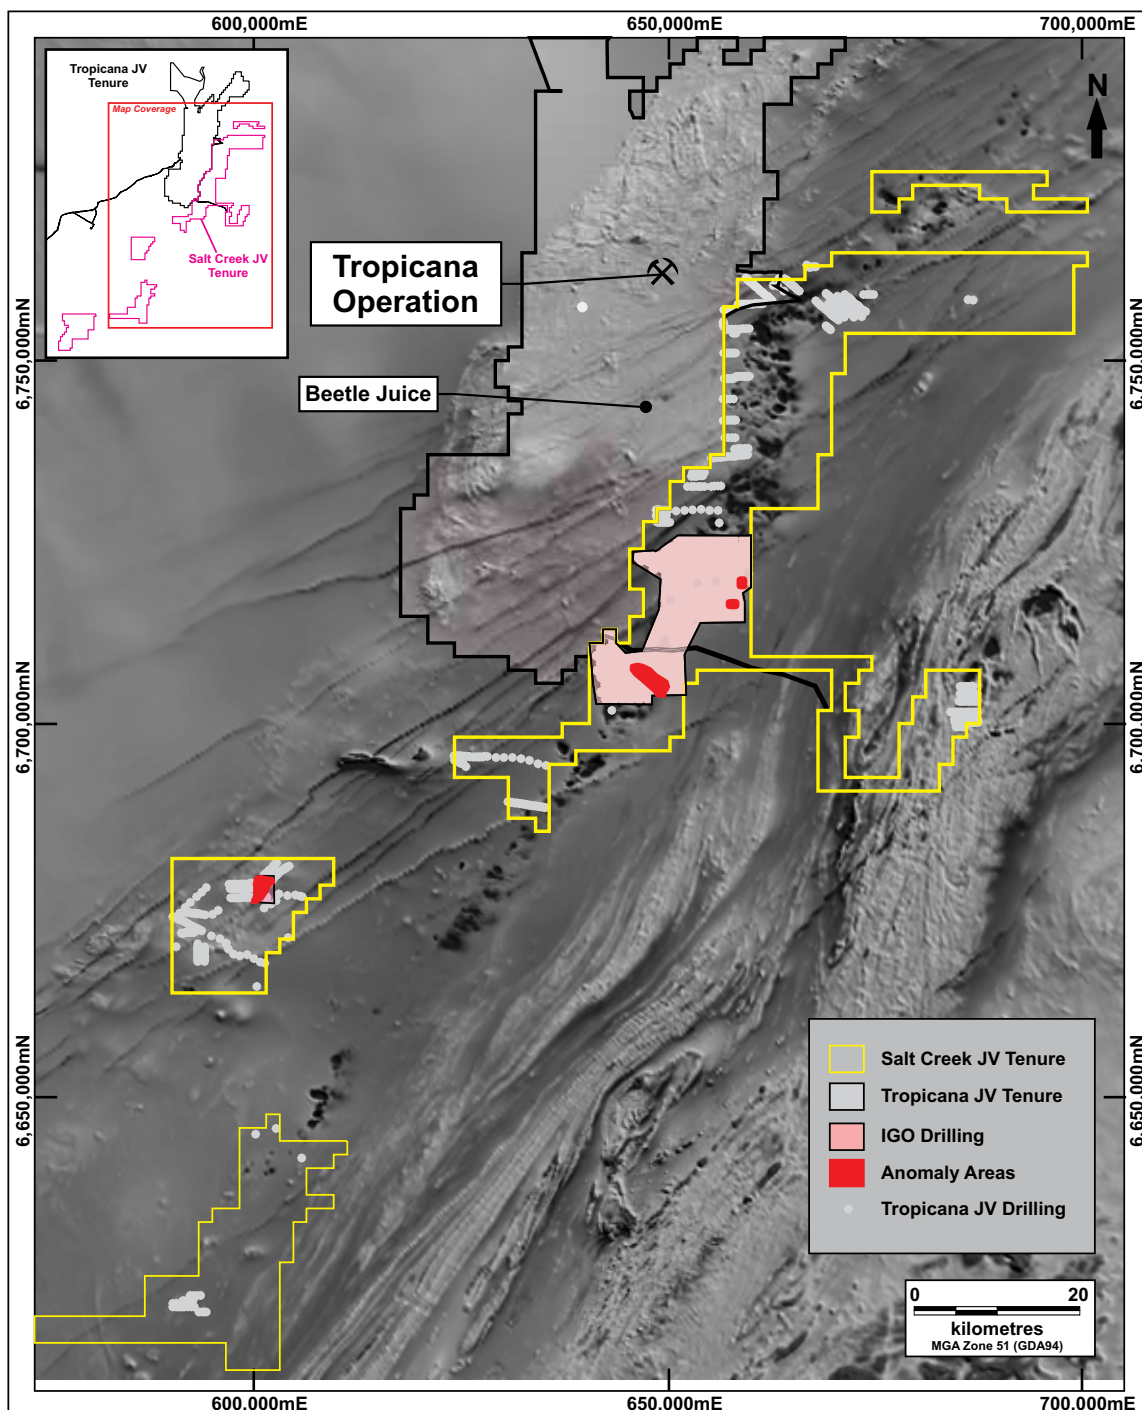 600,000mE
650,000mE
700,000mE
Tropicana JV
Tenure
Map Coverage
Salt Creek JV
Tenure
N
Tropicana
Operation
Beetle Juice
6,750,000mN
6,750,000mN
6,700,000mN
6,700,000mN
6,650,000mN
6,650,000mN
Salt Creek JV Tenure
Tropicana JV Tenure
IGO Drilling
Anomaly Areas
Tropicana JV Drilling
0 20
kilometres
MGA Zone 51 (GDA94)
600,000mE
650,000mE
700,000mE